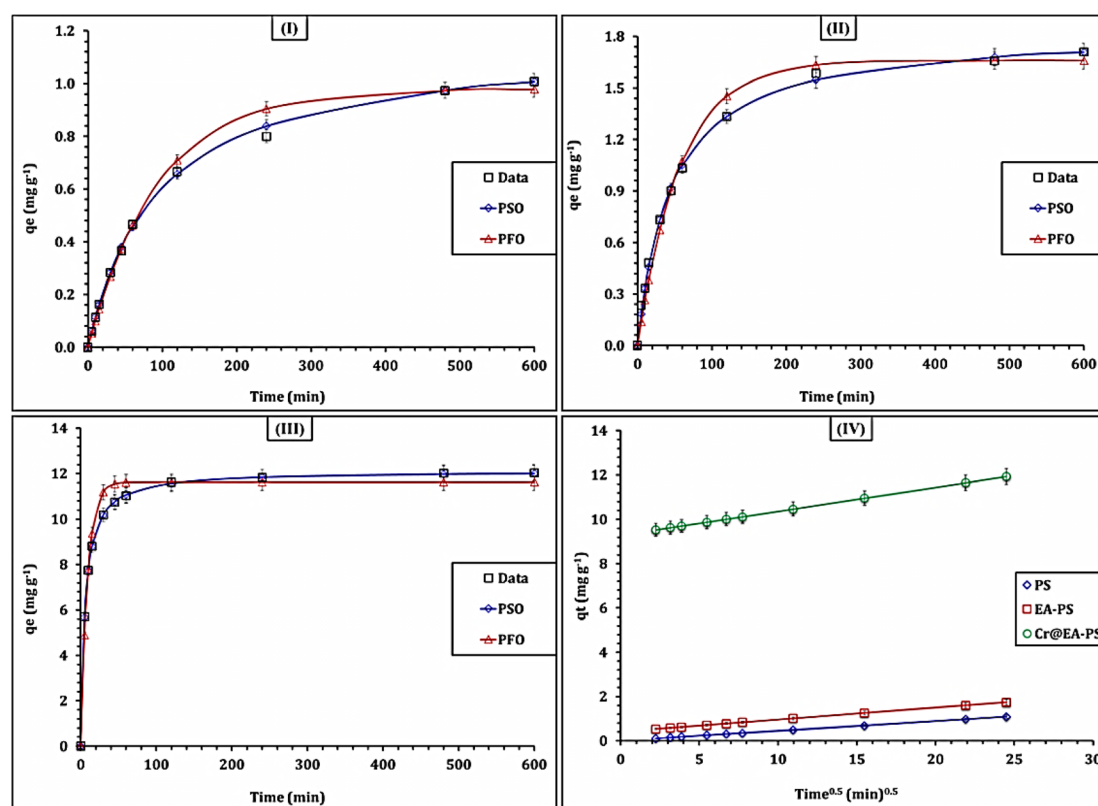 (I)
1.2
1.0
0.8
0.6
0.4
0.2
0.0
qe (mg g-1)
0 100 200 300 400 500 600
Time (min)
Data
PSO
PFO
(II)
1.8
1.5
1.2
0.9
0.6
0.3
0.0
qe (mg g-1)
0 100 200 300 400 500 600
Time (min)
Data
PSO
PFO
(III)
14
12
10
8
6
4
2
0
qe (mg g-1)
0 100 200 300 400 500 600
Time (min)
Data
PSO
PFO
(IV)
14
12
10
8
6
4
2
0
qt (mg g-1)
0 5 10 15 20 25 30
Time0.5 (min)0.5
PS
EA-PS
Cr@EA-PS